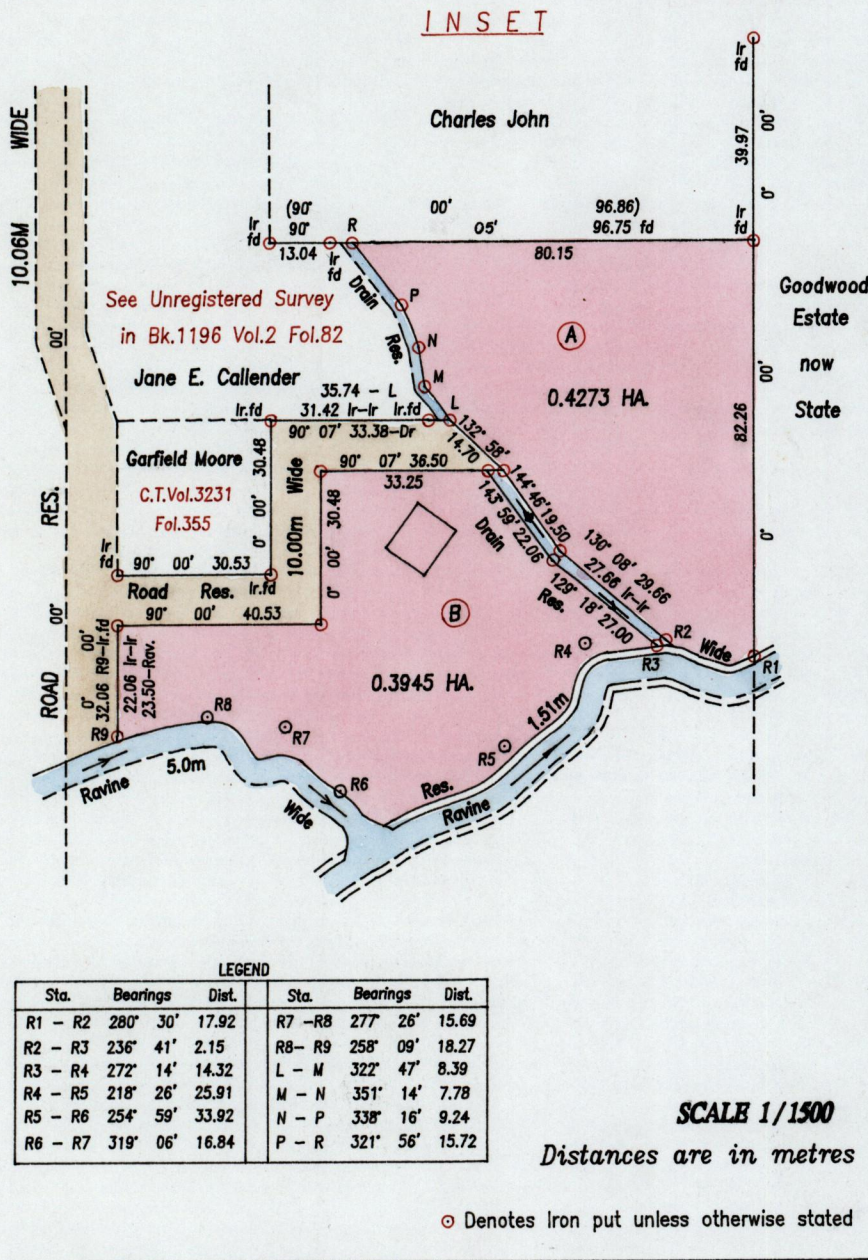 INSET
Ir
fd
39.97 0° 00'
Charles John
10.06M WIDE
(90° 00' 96.86)
Ir
fd
90° 05' 96.75 fd
R
Ir
fd
13.04
Ir
fd
80.15
Drain
Res.
P
N
M
L
See Unregistered Survey
in Bk.1196 Vol.2 Fol.82
Jane E. Callender
A
0.4273 HA.
Goodwood
Estate
now
State
82.26
0° 00'
35.74 - L
Ir.fd 31.42 Ir-Ir Ir.fd
90° 07' 33.38-Dr
Garfield Moore
C.T.Vol.3231
Fol.355
0° 00' 30.48
10.00m Wide
90° 07' 36.50
33.25
0° 00' 30.48
132° 58'
14.70
144° 46' 19.50
143° 59' 22.06
Drain
Res.
130° 08' 29.66
27.66 Ir-Ir
129° 18' 27.00
Ir
fd
90° 00' 30.53
Road Res. Ir.fd
90° 00' 40.53
ROAD RES.
00' 00'
B
0.3945 HA.
0° 00'
32.06 R9-Ir.fd
22.06 Ir-Ir
23.50-Rav.
R2
R3
R4
Wide
R1
R9
R8
R7
R5
R6
1.51m
Ravine
5.0m
Wide
Res.
Ravine
LEGEND
Sta. Bearings Dist. Sta. Bearings Dist.
R1 - R2 280° 30' 17.92 R7 -R8 277° 26' 15.69
R2 - R3 236° 41' 2.15 R8- R9 258° 09' 18.27
R3 - R4 272° 14' 14.32 L - M 322° 47' 8.39
R4 - R5 218° 26' 25.91 M - N 351° 14' 7.78
R5 - R6 254° 59' 33.92 N - P 338° 16' 9.24
R6 - R7 319° 06' 16.84 P - R 321° 56' 15.72
SCALE 1/1500
Distances are in metres
⊙ Denotes Iron put unless otherwise stated